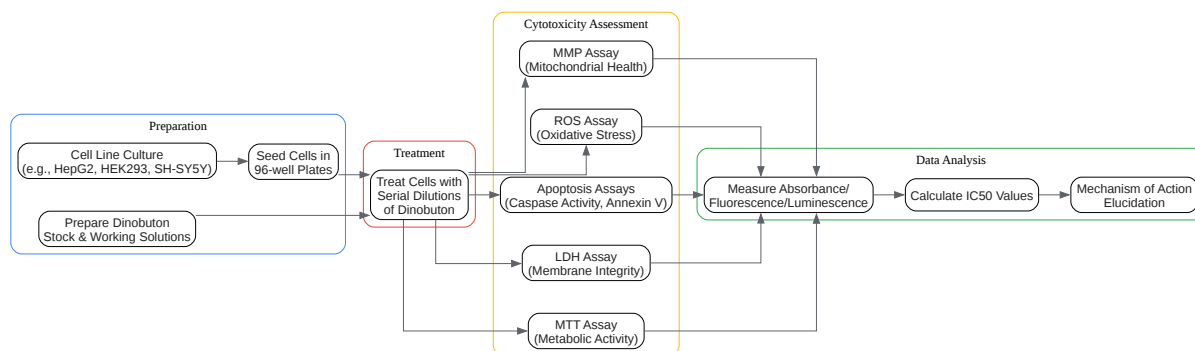 Preparation
Cell Line Culture
(e.g., HepG2, HEK293, SH-SY5Y)
Seed Cells in
96-well Plates
Prepare Dinobuton
Stock & Working Solutions
Treatment
Treat Cells with
Serial Dilutions
of Dinobuton
Cytotoxicity Assessment
MMP Assay
(Mitochondrial Health)
ROS Assay
(Oxidative Stress)
Apoptosis Assays
(Caspase Activity, Annexin V)
LDH Assay
(Membrane Integrity)
MTT Assay
(Metabolic Activity)
Data Analysis
Measure Absorbance/
Fluorescence/Luminescence
Calculate IC50 Values
Mechanism of Action
Elucidation